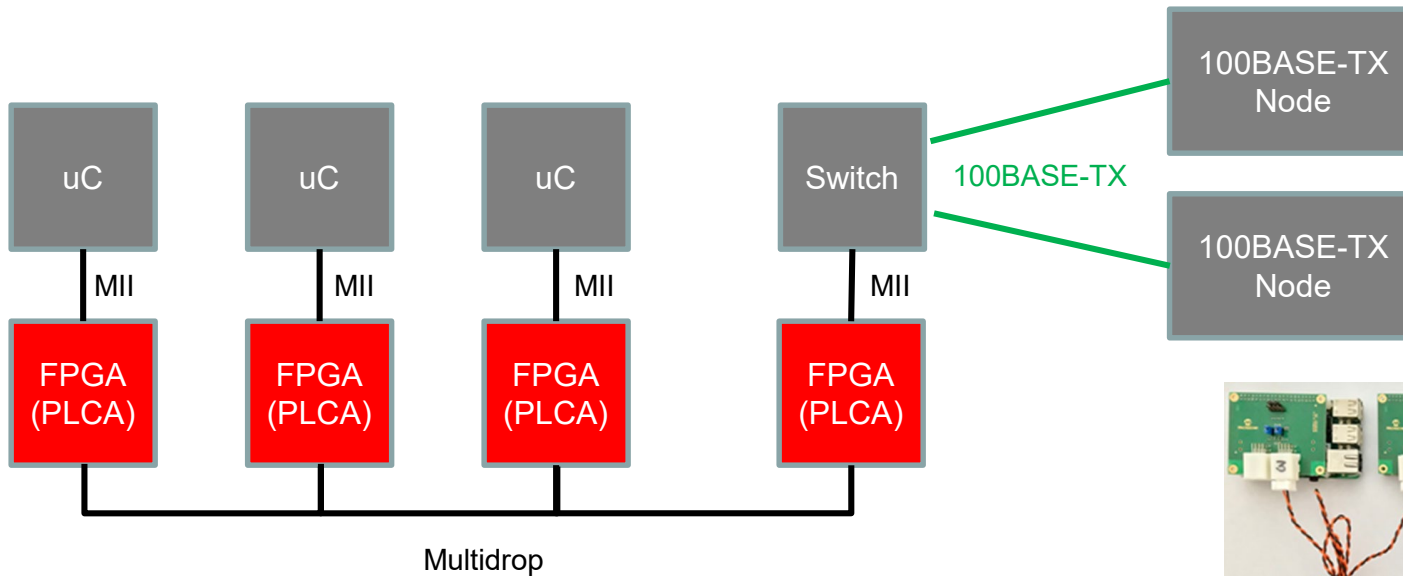 100BASE-TX
Node
uC
uC
uC
Switch
100BASE-TX
100BASE-TX
Node
MII
MII
MII
MII
FPGA
(PLCA)
FPGA
(PLCA)
FPGA
(PLCA)
FPGA
(PLCA)
Multidrop